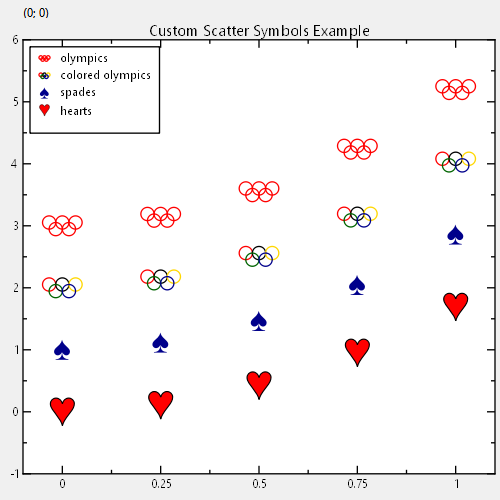 (0; 0)
Custom Scatter Symbols Example
olympics
colored olympics
spades
hearts
6
5
4
3
2
1
0
-1
0
0.25
0.5
0.75
1